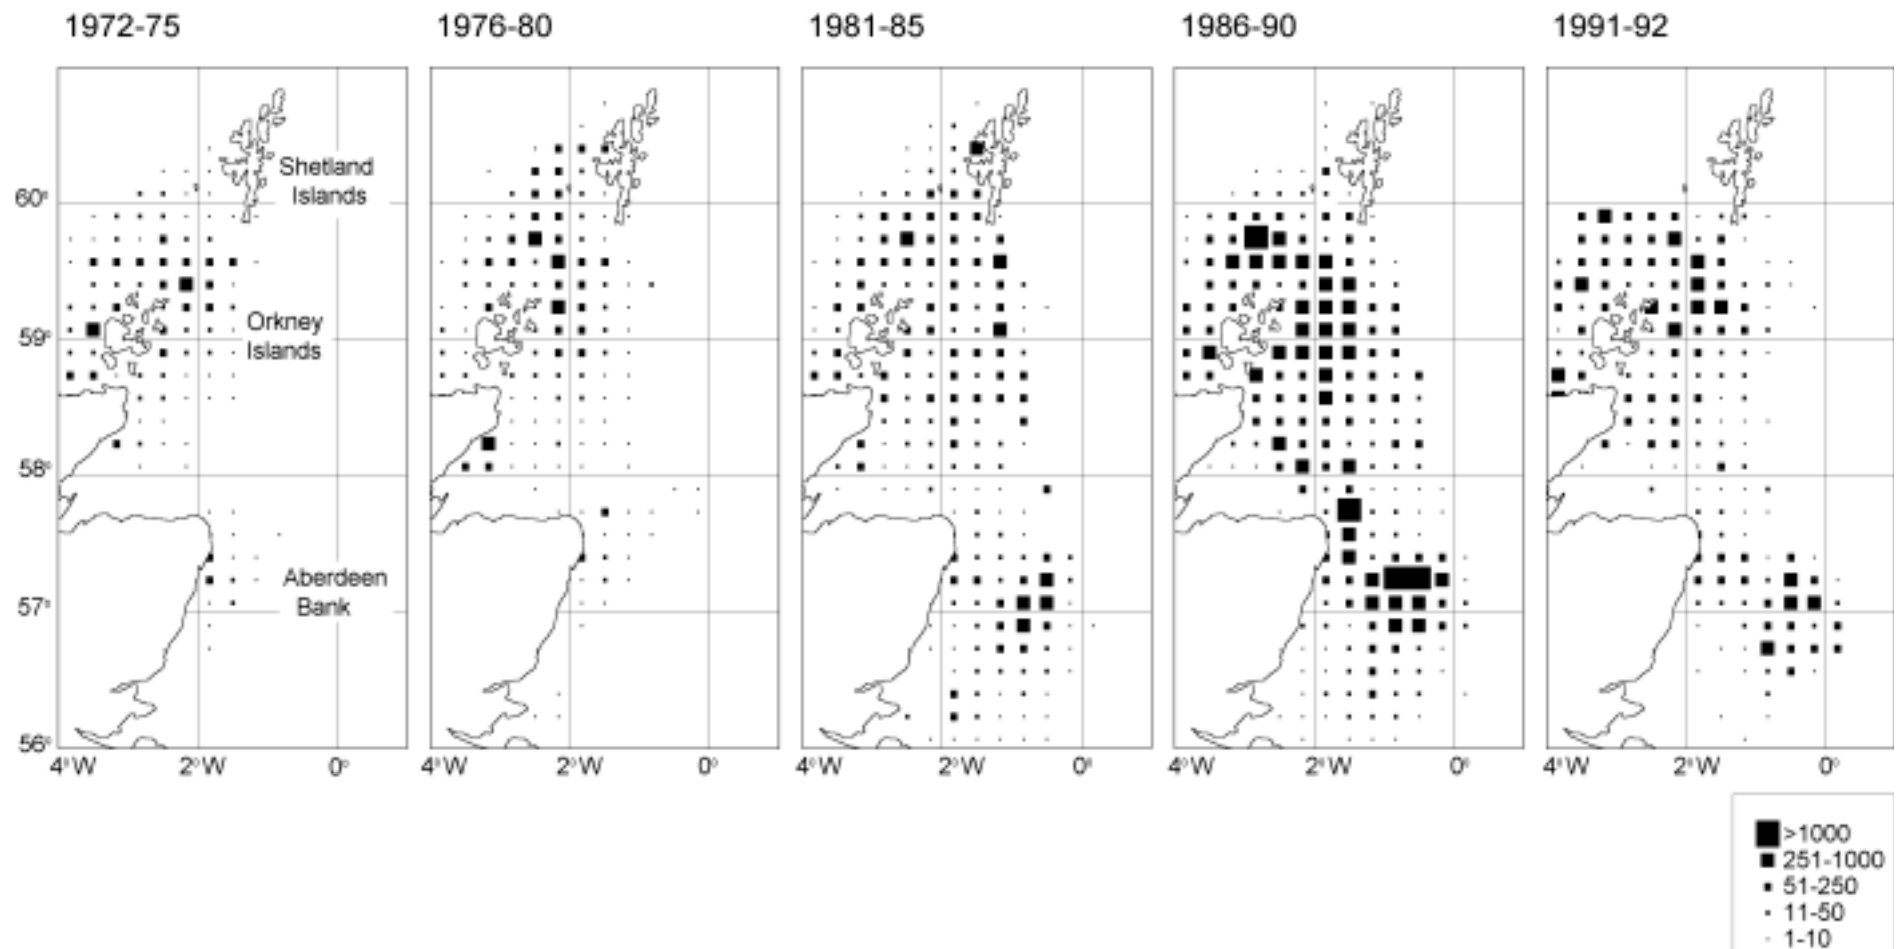 1972-75 1976-80 1981-85 1986-90 1991-92
Shetland
Islands
60°
Orkney
Islands
59°
58°
Aberdeen
Bank
57°
56°
4°W 2°W 0° 4°W 2°W 0° 4°W 2°W 0° 4°W 2°W 0° 4°W 2°W 0°
>1000
251-1000
51-250
11-50
1-10